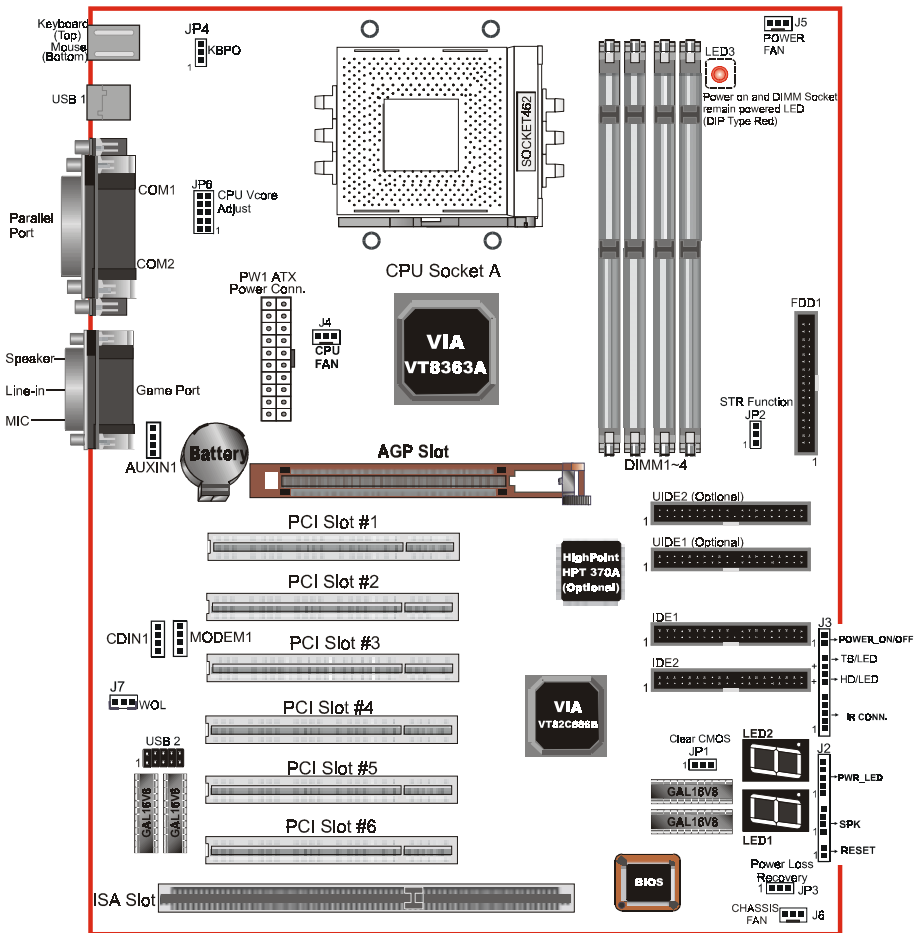 Keyboard
(Top)
Mouse
(Bottom)
JP4
KBPO
1
J5
POWER
FAN
LED3
Power on and DIMM Socket
remain powered LED
(DIP Type Red)
USB 1
SOCKET462
COM1
JP6
CPU Vcore
Adjust
1
Parallel
Port
COM2
CPU Socket A
PW1 ATX
Power Conn.
J4
CPU
FAN
VIA
VT8363A
FDD1
Speaker
Line-in
MIC
Game Port
STR Function
JP2
1
1
AUXIN1
Battery
AGP Slot
DIMM1~4
UIDE2 (Optional)
1
PCI Slot #1
UIDE1 (Optional)
1
HighPoint
HPT 370A
(Optional)
PCI Slot #2
CDIN1
MODEM1
IDE1
1
J3
1
POWER_ON/OFF
PCI Slot #3
IDE2
1
+
TB/LED
+
HD/LED
J7
WOL
PCI Slot #4
VIA
VT82C686B
IR CONN.
1
USB 2
1
Clear CMOS
JP1
1
LED2
J2
PCI Slot #5
GAL16V8
GAL16V8
GAL16V8
GAL16V8
PWR_LED
1
PCI Slot #6
LED1
SPK
1
RESET
1
BIOS
Power Loss
Recovery
1
JP3
ISA Slot
CHASSIS
FAN
J6